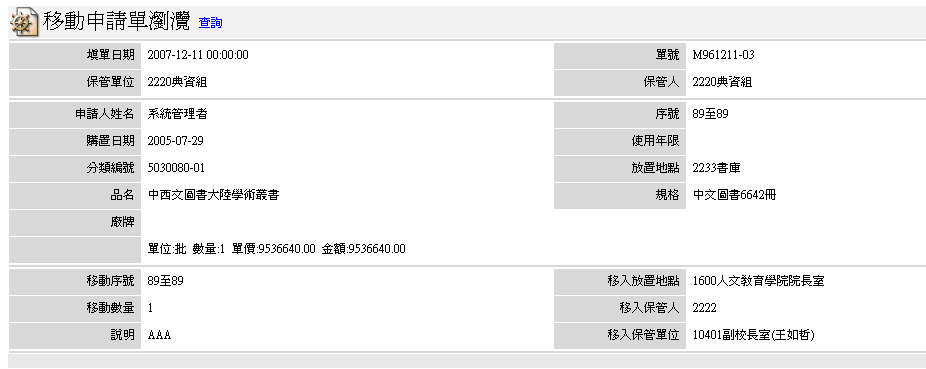 移動申請單瀏灠 查詢
填單日期 2007-12-11 00:00:00 單號 M961211-03
保管單位 2220典資組 保管人 2220典資組
申請人姓名 系統管理者 序號 89至89
購置日期 2005-07-29 使用年限
分類編號 5030080-01 放置地點 2233書庫
品名 中西文圖書大陸學術叢書 規格 中文圖書6642冊
廠牌
單位:批 數量:1 單價:9536640.00 金額:9536640.00
移動序號 89至89 移入放置地點 1600人文教育學院院長室
移動數量 1 移入保管人 2222
說明 AAA 移入保管單位 10401副校長室(王如哲)